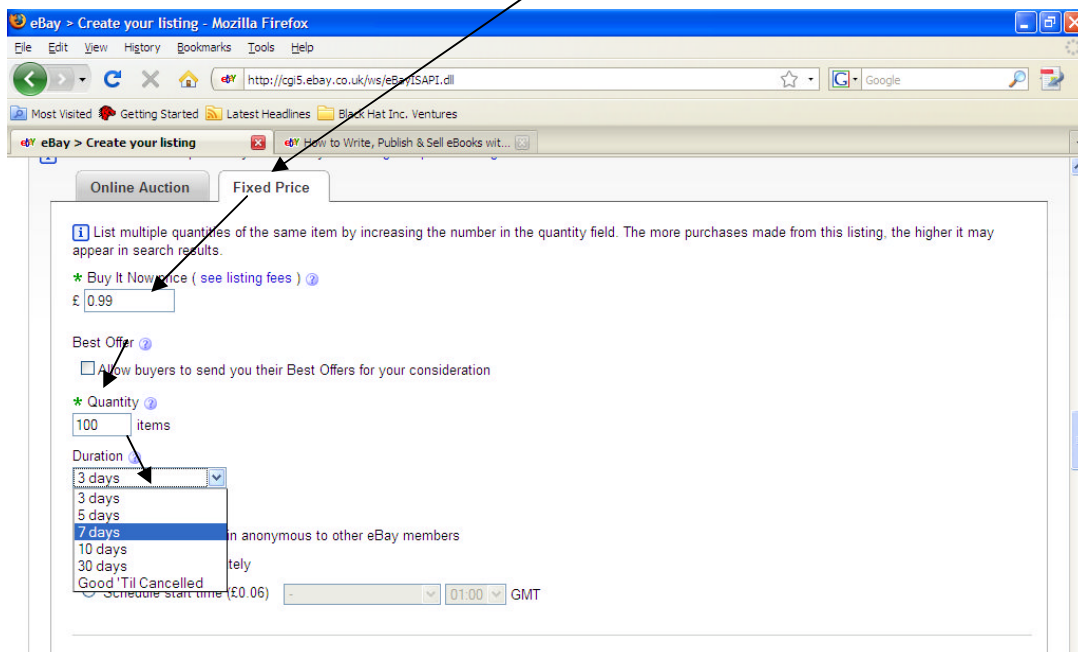 eBay > Create your listing - Mozilla Firefox
File Edit View History Bookmarks Tools Help
http://cgi5.ebay.co.uk/ws/eBayISAPI.dll
Google
Most Visited Getting Started Latest Headlines Black Hat Inc. Ventures
eBay > Create your listing How to Write, Publish & Sell eBooks wit...
Online Auction Fixed Price
List multiple quantities of the same item by increasing the number in the quantity field. The more purchases made from this listing, the higher it may
appear in search results.
* Buy It Now price ( see listing fees ) ?
£ 0.99
Best Offer ?
Allow buyers to send you their Best Offers for your consideration
* Quantity ?
100 items
Duration ?
3 days
3 days
5 days
7 days
in anonymous to other eBay members
10 days
30 days
tely
Good 'Til Cancelled
Schedule start time (£0.06) - 01:00 GMT